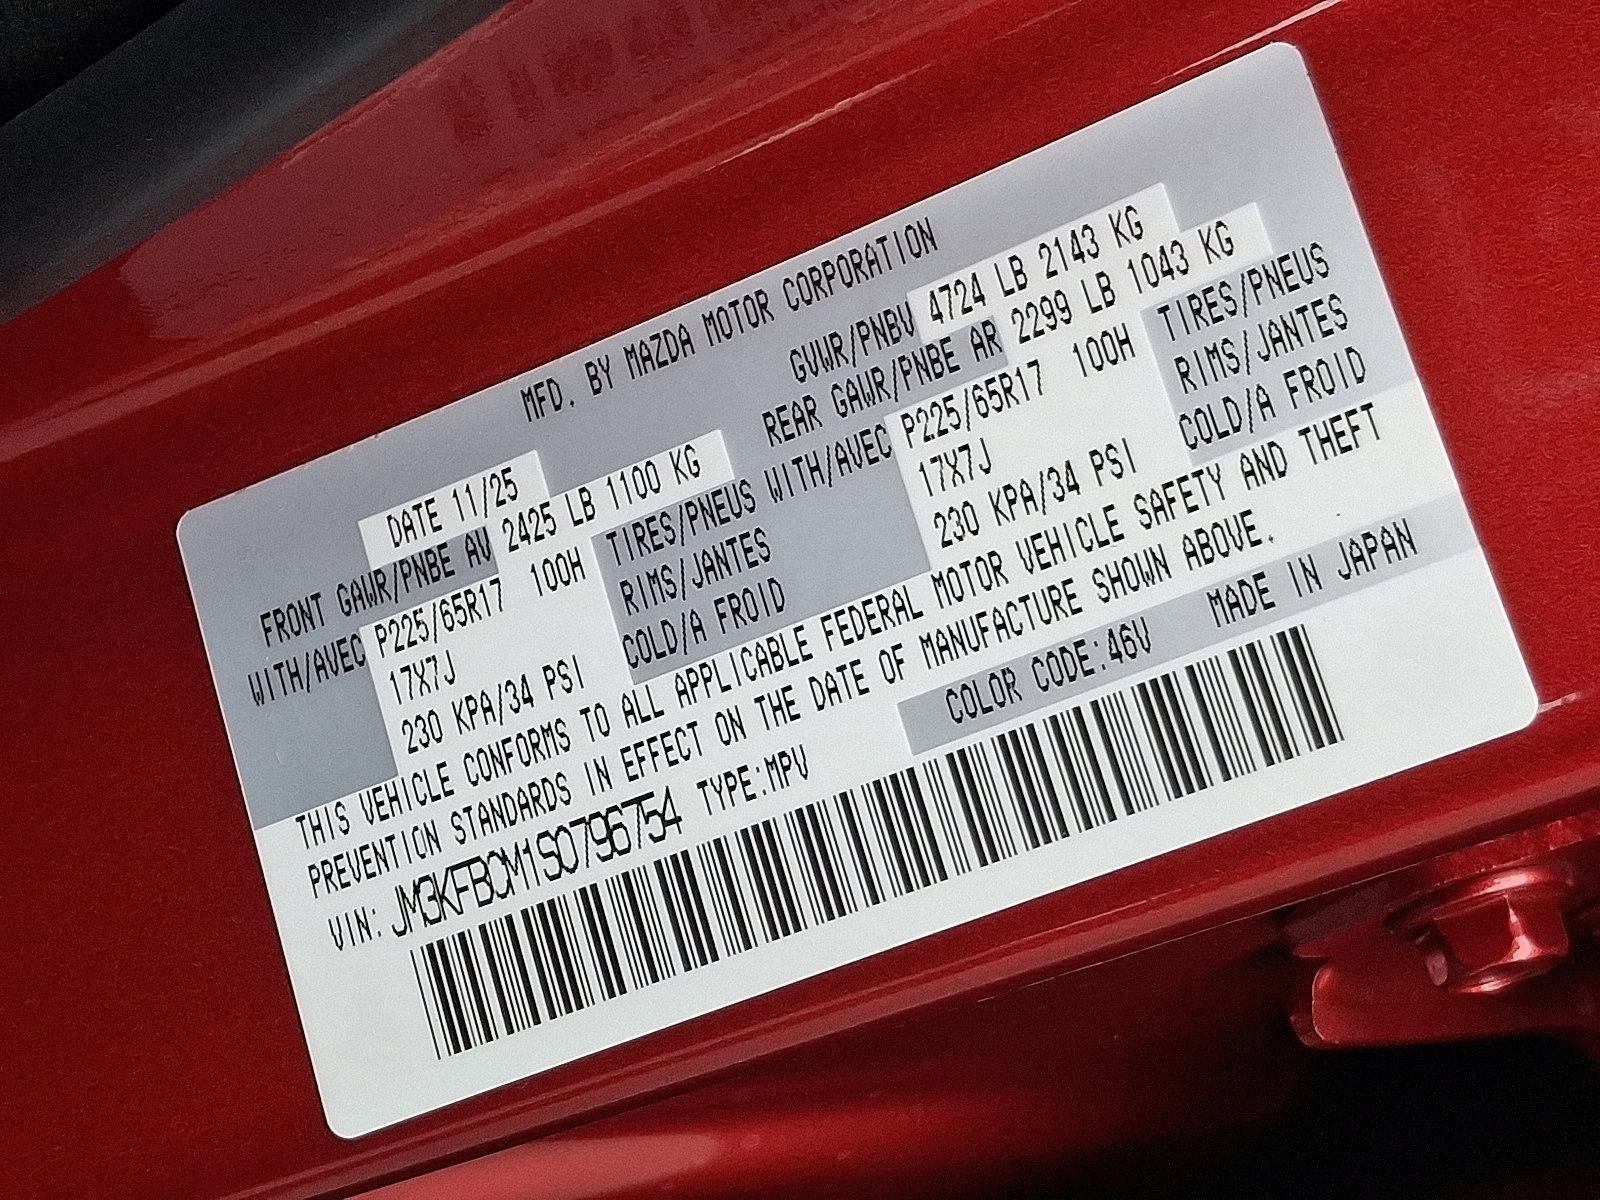 MFD. BY MAZDA MOTOR CORPORATION
DATE 11/25 GVWR/PNBV 4724 LB 2143 KG
FRONT GAWR/PNBE AV 2425 LB 1100 KG REAR GAWR/PNBE AR 2299 LB 1043 KG
WITH/AVEC P225/65R17 100H TIRES/PNEUS WITH/AVEC P225/65R17 100H TIRES/PNEUS
17X7J RIMS/JANTES 17X7J RIMS/JANTES
230 KPA/34 PSI COLD/A FROID 230 KPA/34 PSI COLD/A FROID
THIS VEHICLE CONFORMS TO ALL APPLICABLE FEDERAL MOTOR VEHICLE SAFETY AND THEFT
PREVENTION STANDARDS IN EFFECT ON THE DATE OF MANUFACTURE SHOWN ABOVE.
VIN: JM3KFBCM1S0796754 TYPE:MPV COLOR CODE:46V MADE IN JAPAN